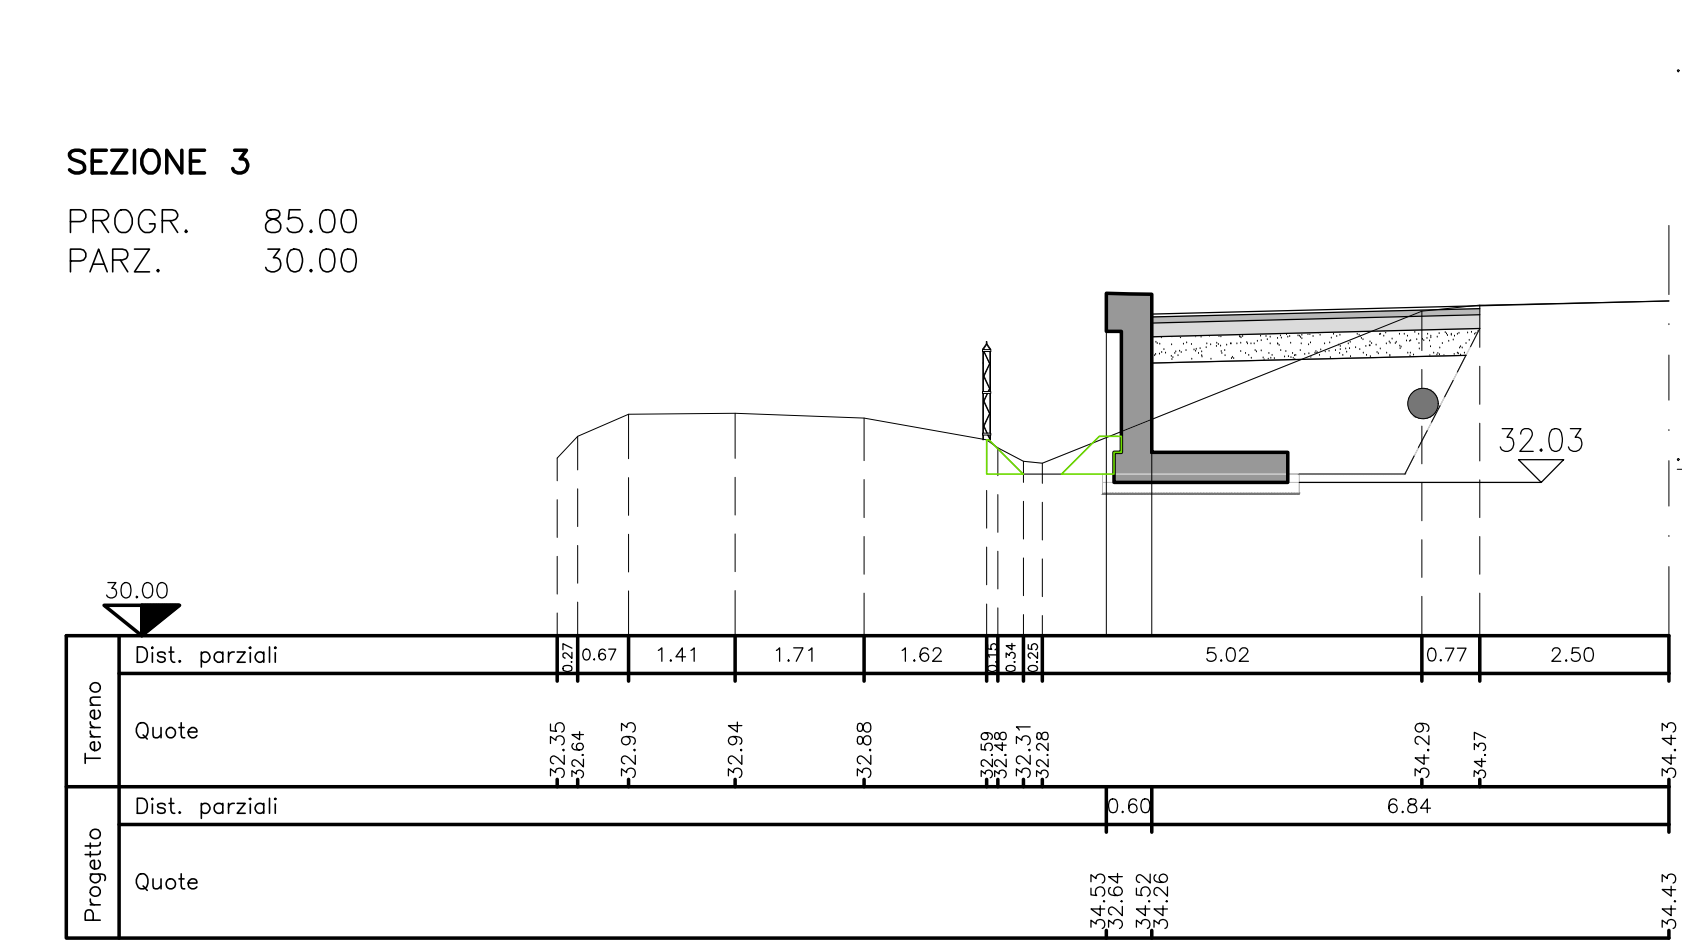 SEZIONE 3
PROGR. 85.00
PARZ. 30.00
32.03
30.00
Terreno
Dist. parziali 0.27 0.67 1.41 1.71 1.62 0.15 0.34 0.25 5.02 0.77 2.50
Quote 32.35 32.64 32.93 32.94 32.88 32.59 32.48 32.31 32.28 34.29 34.37 34.43
Progetto
Dist. parziali 0.60 6.84
Quote 34.53 32.64 34.52 34.26 34.43